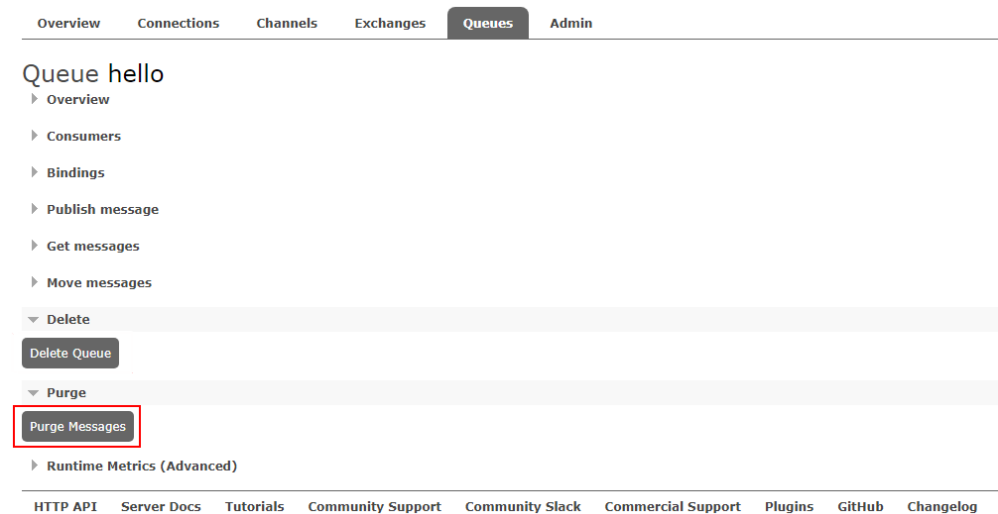 Overview Connections Channels Exchanges Queues Admin
Queue hello
Overview
Consumers
Bindings
Publish message
Get messages
Move messages
Delete
Delete Queue
Purge
Purge Messages
Runtime Metrics (Advanced)
HTTP API Server Docs Tutorials Community Support Community Slack Commercial Support Plugins GitHub Changelog